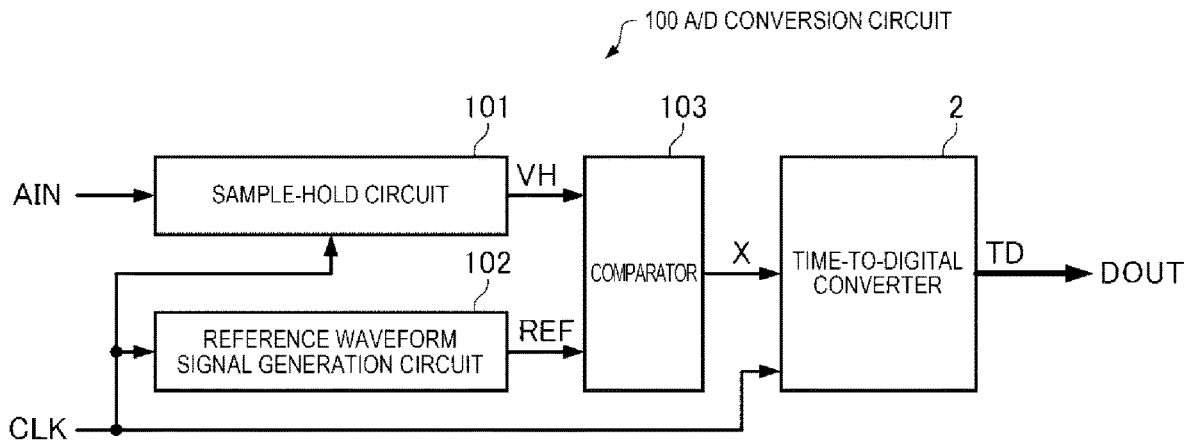 100 A/D CONVERSION CIRCUIT
101
103
2
AIN
SAMPLE-HOLD CIRCUIT
VH
COMPARATOR
X
TIME-TO-DIGITAL
CONVERTER
TD
DOUT
102
REFERENCE WAVEFORM
SIGNAL GENERATION CIRCUIT
REF
CLK